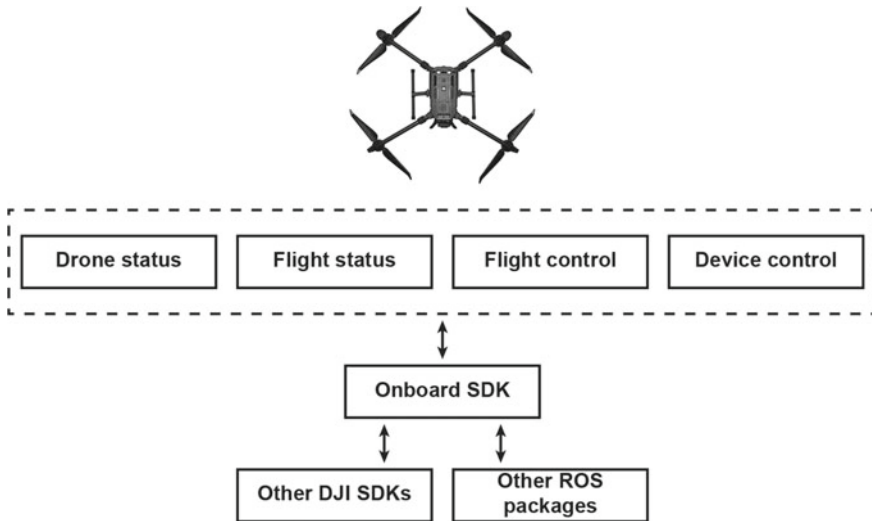 Drone status
Flight status
Flight control
Device control
Onboard SDK
Other DJI SDKs
Other ROS
packages